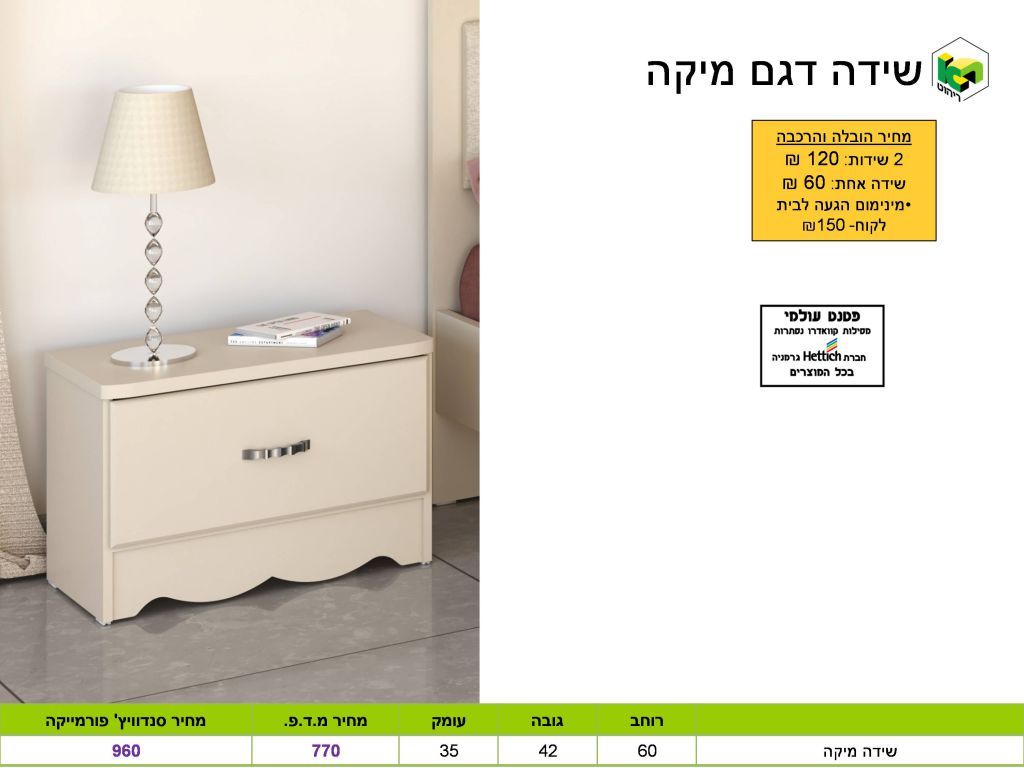 שידה דגם מיקה
ריהוט
מחיר הובלה והרכבה
2 שידות: 120 ₪
שידה אחת: 60 ₪
•מינימום הגעה לבית
לקוח- 150₪
פטנט עולמי
מסילות קוואדרו נסתרות
חברת Hettich גרמניה
בכל המוצרים
רוחב גובה עומק מחיר מ.ד.פ. מחיר סנדוויץ' פורמייקה
שידה מיקה 60 42 35 770 960